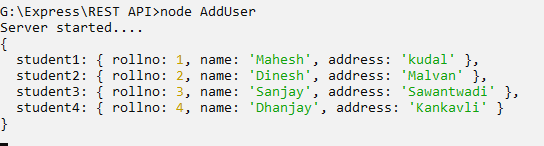 G:\Express\REST API>node AddUser
Server started....
{
  student1: { rollno: 1, name: 'Mahesh', address: 'kudal' },
  student2: { rollno: 2, name: 'Dinesh', address: 'Malvan' },
  student3: { rollno: 3, name: 'Sanjay', address: 'Sawantwadi' },
  student4: { rollno: 4, name: 'Dhanjay', address: 'Kankavli' }
}